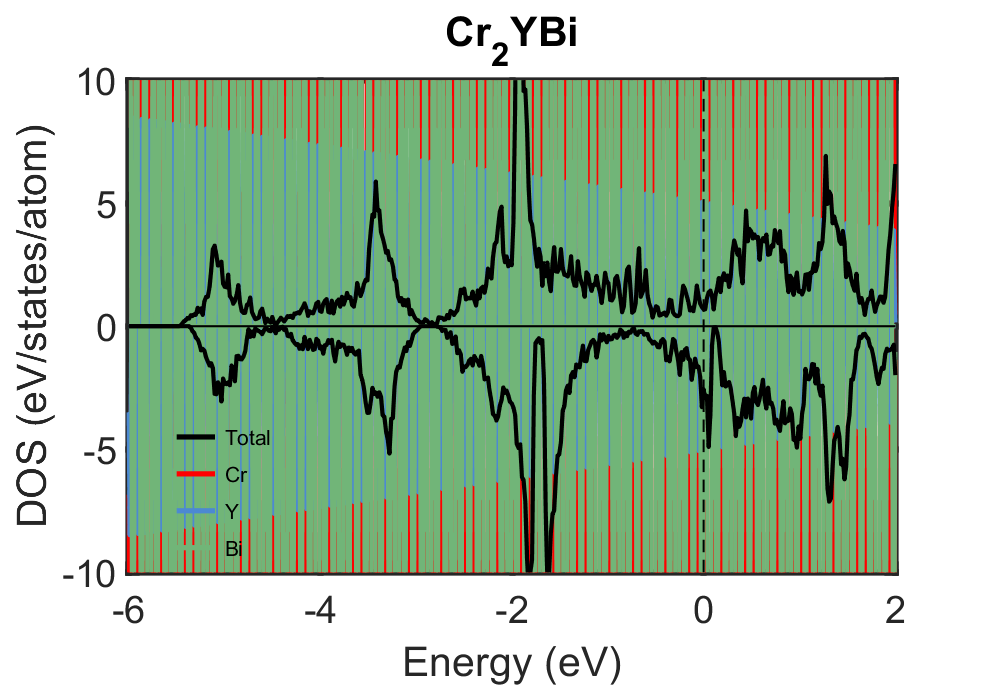 Cr2YBi
10
5
0
-5
-10
DOS (eV/states/atom)
Total
Cr
Y
Bi
-6 -4 -2 0 2
Energy (eV)